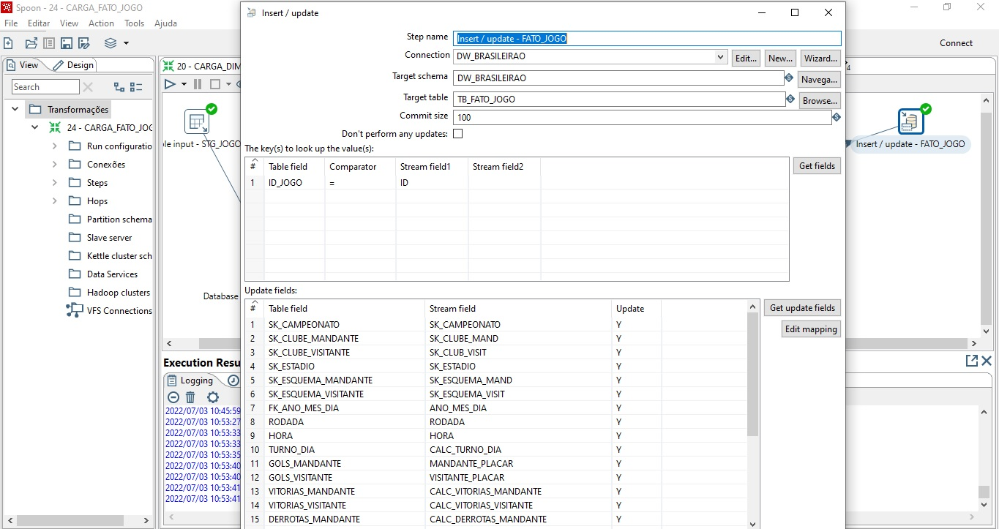 Spoon - 24 - CARGA_FATO_JOGO
File Editar View Action Tools Ajuda
Connect
View Design
Search
Transformações
24 - CARGA_FATO_JOG
Run configuratio
Conexões
Steps
Hops
Partition schema
Slave server
Kettle cluster sch
Data Services
Hadoop clusters
VFS Connections
20 - CARGA_DIM
le input - STG_JOGO
Database
Execution Resu
Logging
2022/07/03 10:45:59
2022/07/03 10:53:27
2022/07/03 10:53:33
2022/07/03 10:53:33
2022/07/03 10:53:35
2022/07/03 10:53:40
2022/07/03 10:53:40
2022/07/03 10:53:41
2022/07/03 10:53:41
Insert / update
Step name Insert / update - FATO_JOGO
Connection DW_BRASILEIRAO Edit... New... Wizard...
Target schema DW_BRASILEIRAO Navega...
Target table TB_FATO_JOGO Browse...
Commit size 100
Don't perform any updates:
The key(s) to look up the value(s):
# Table field Comparator Stream field1 Stream field2 Get fields
1 ID_JOGO = ID
Update fields:
# Table field Stream field Update Get update fields
Edit mapping
1 SK_CAMPEONATO SK_CAMPEONATO Y
2 SK_CLUBE_MANDANTE SK_CLUBE_MAND Y
3 SK_CLUBE_VISITANTE SK_CLUB_VISIT Y
4 SK_ESTADIO SK_ESTADIO Y
5 SK_ESQUEMA_MANDANTE SK_ESQUEMA_MAND Y
6 SK_ESQUEMA_VISITANTE SK_ESQUEMA_VISIT Y
7 FK_ANO_MES_DIA ANO_MES_DIA Y
8 RODADA RODADA Y
9 HORA HORA Y
10 TURNO_DIA CALC_TURNO_DIA Y
11 GOLS_MANDANTE MANDANTE_PLACAR Y
12 GOLS_VISITANTE VISITANTE_PLACAR Y
13 VITORIAS_MANDANTE CALC_VITORIAS_MANDANTE Y
14 VITORIAS_VISITANTE CALC_VITORIAS_VISITANTE Y
15 DERROTAS_MANDANTE CALC_DERROTAS_MANDANTE Y
Insert / update - FATO_JOGO